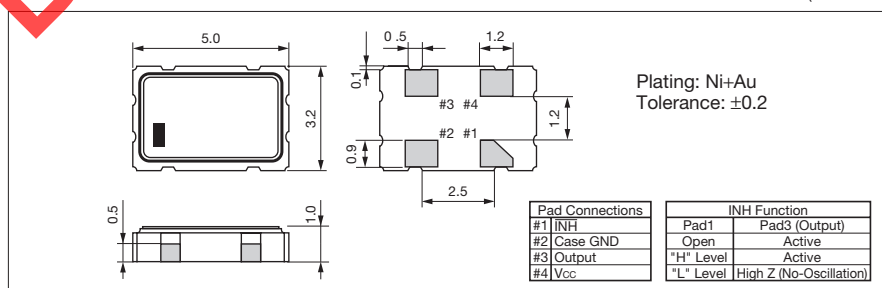 5.0
3.2
0.5
1.0
0 .5
1.2
0.1
#3 #4
#2 #1
1.2
0.9
2.5
Plating: Ni+Au
Tolerance: ±0.2
Pad Connections
#1 INH
#2 Case GND
#3 Output
#4 Vcc
INH Function
Pad1 Pad3 (Output)
Open Active
"H" Level Active
"L" Level High Z (No-Oscillation)